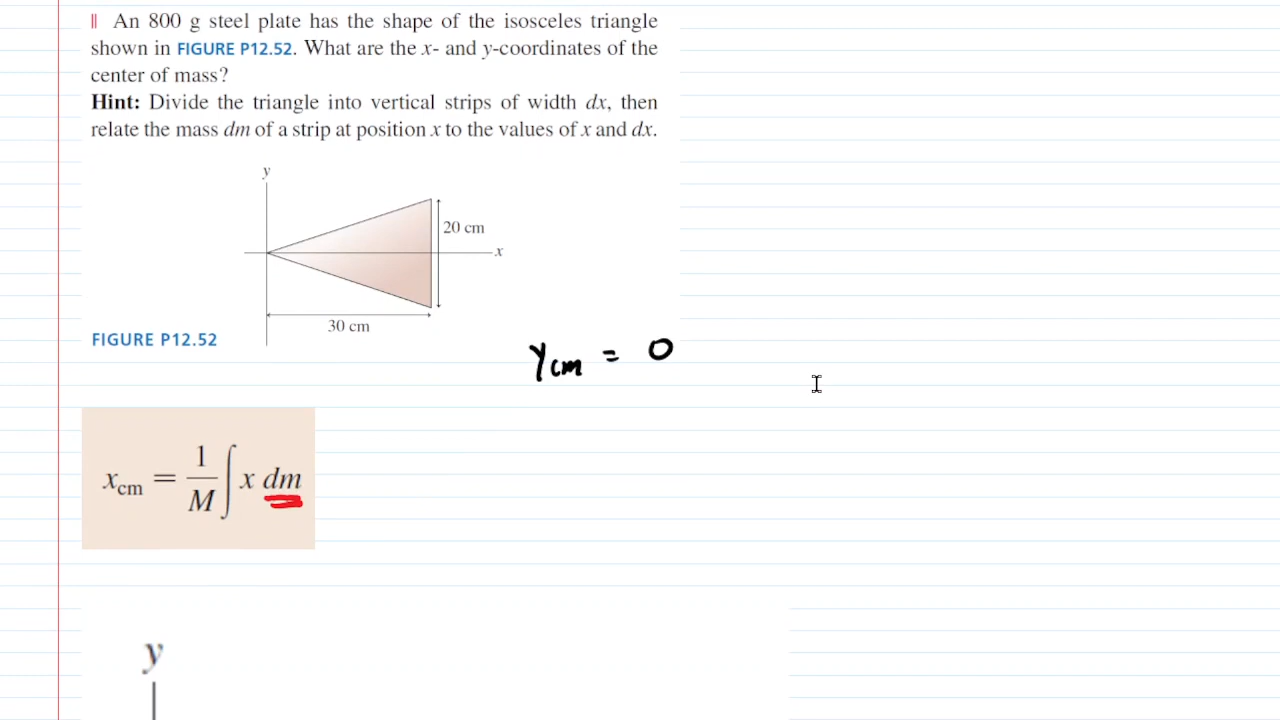 || An 800 g steel plate has the shape of the isosceles triangle
shown in FIGURE P12.52. What are the x- and y-coordinates of the
center of mass?
Hint: Divide the triangle into vertical strips of width dx, then
relate the mass dm of a strip at position x to the values of x and dx.
y
20 cm
x
30 cm
FIGURE P12.52
Ycm = 0
x_cm = 1/M ∫ x dm
y